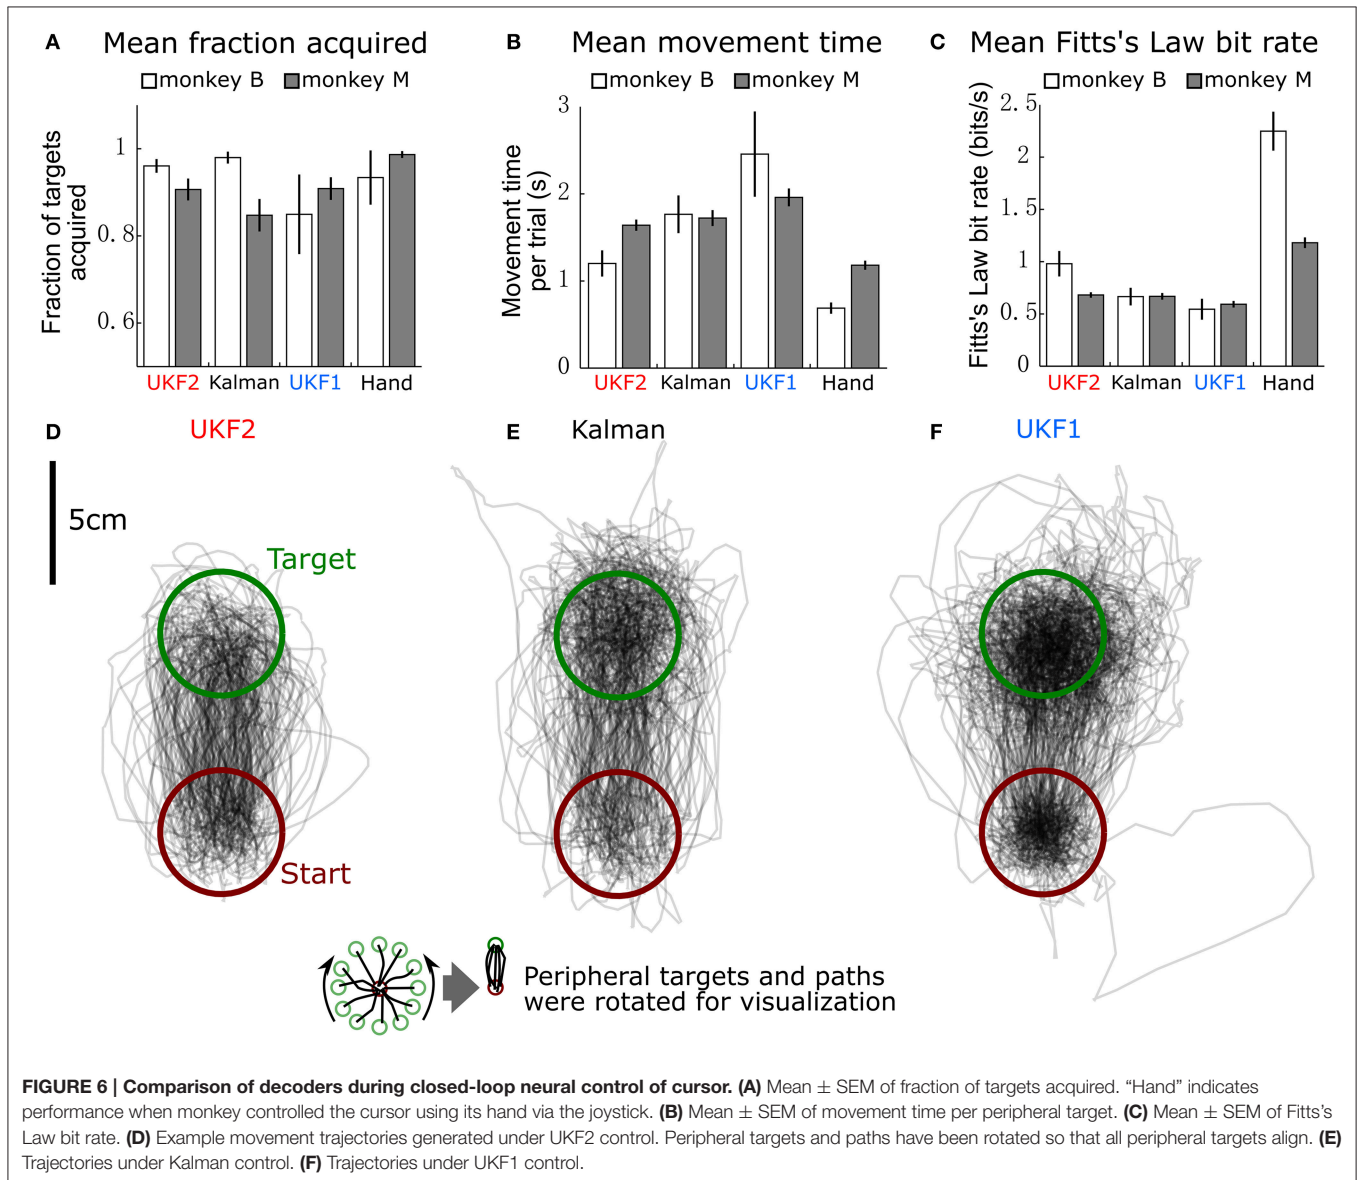 A Mean fraction acquired
monkey B monkey M
Fraction of targets
acquired
1
0.8
0.6
UKF2 Kalman UKF1 Hand
B Mean movement time
monkey B monkey M
Movement time
per trial (s)
3
2
1
0
UKF2 Kalman UKF1 Hand
C Mean Fitts's Law bit rate
monkey B monkey M
Fitts's Law bit rate (bits/s)
2.5
2
1.5
1
0.5
0
UKF2 Kalman UKF1 Hand
D UKF2
5cm
Target
Start
E Kalman
F UKF1
Peripheral targets and paths
were rotated for visualization
FIGURE 6 | Comparison of decoders during closed-loop neural control of cursor. (A) Mean ± SEM of fraction of targets acquired. “Hand” indicates
performance when monkey controlled the cursor using its hand via the joystick. (B) Mean ± SEM of movement time per peripheral target. (C) Mean ± SEM of Fitts's
Law bit rate. (D) Example movement trajectories generated under UKF2 control. Peripheral targets and paths have been rotated so that all peripheral targets align. (E)
Trajectories under Kalman control. (F) Trajectories under UKF1 control.